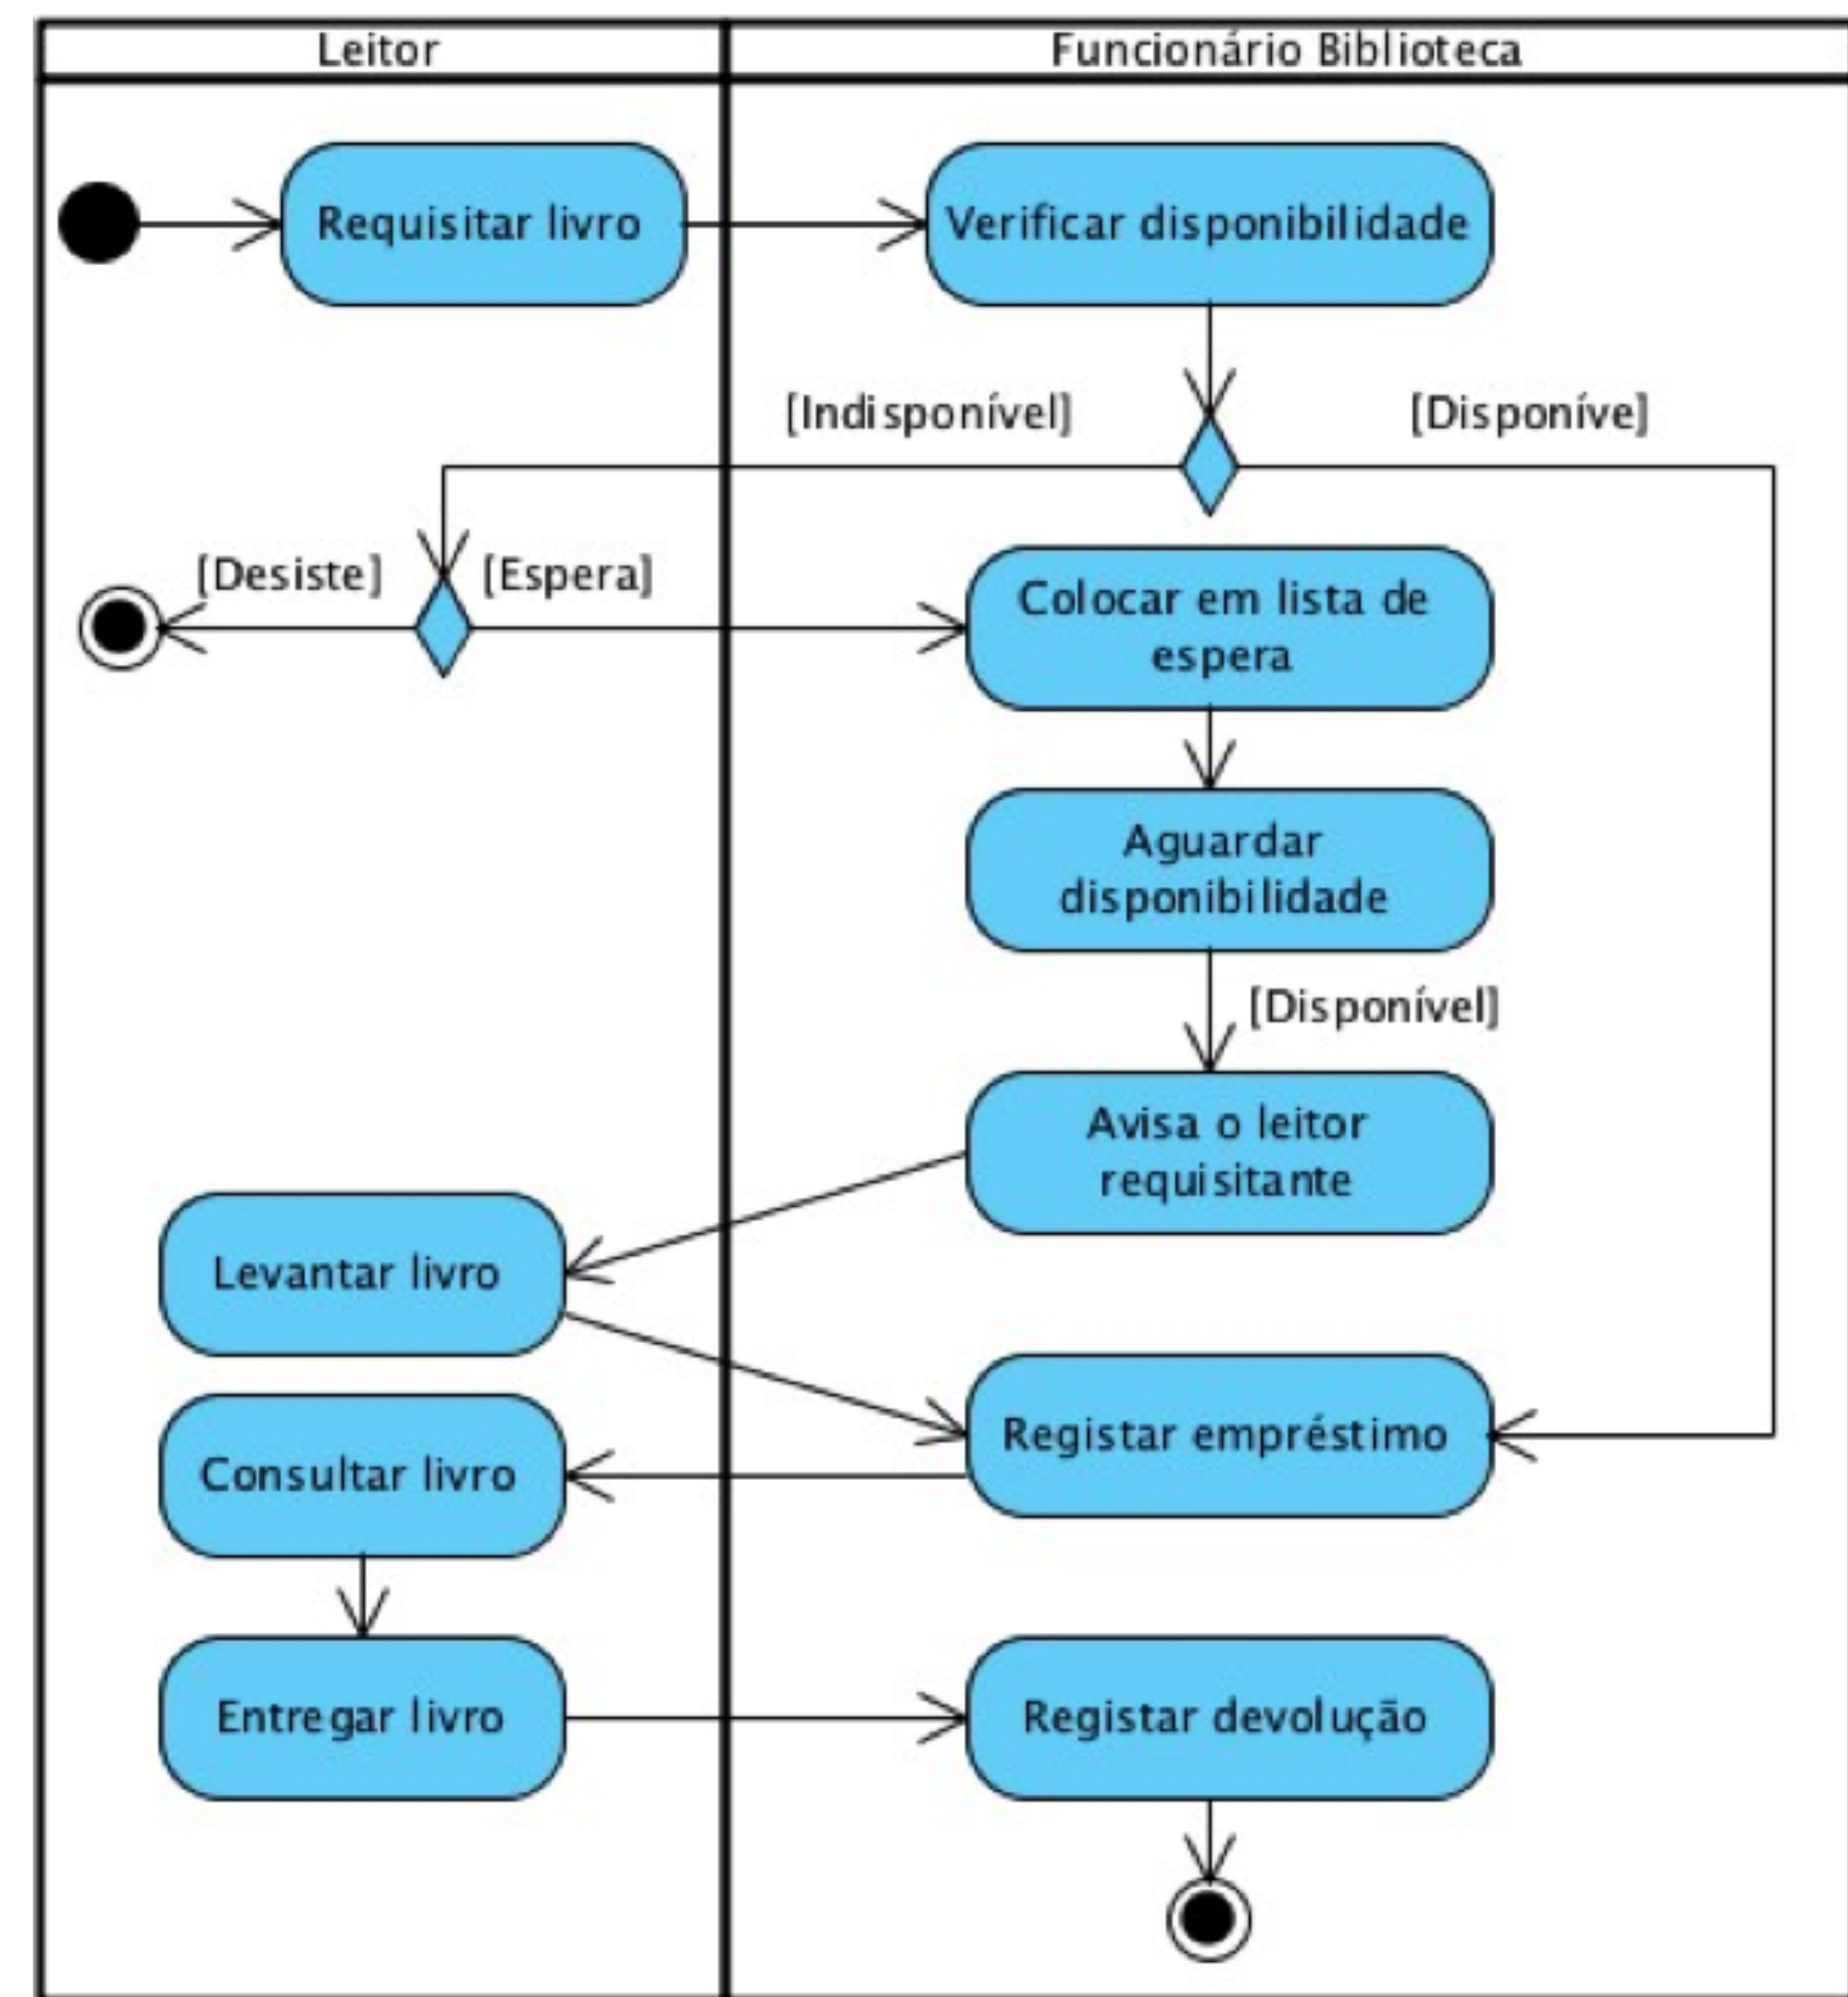 Leitor
Funcionário Biblioteca
Requisitar livro
Verificar disponibilidade
[Indisponível]
[Disponíve]
[Desiste]
[Espera]
Colocar em lista de
espera
Aguardar
disponibilidade
[Disponível]
Avisa o leitor
requisitante
Levantar livro
Registar empréstimo
Consultar livro
Entregar livro
Registar devolução